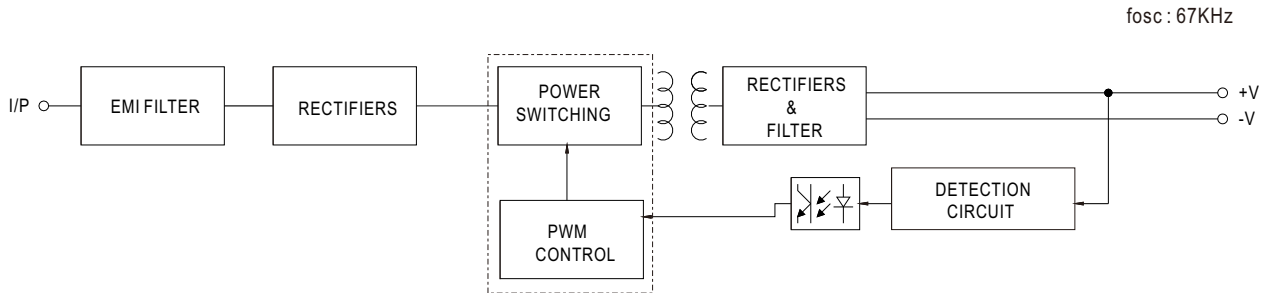 fosc : 67KHz
I/P
EMI FILTER
RECTIFIERS
POWER
SWITCHING
RECTIFIERS
&
FILTER
+V
-V
DETECTION
CIRCUIT
PWM
CONTROL